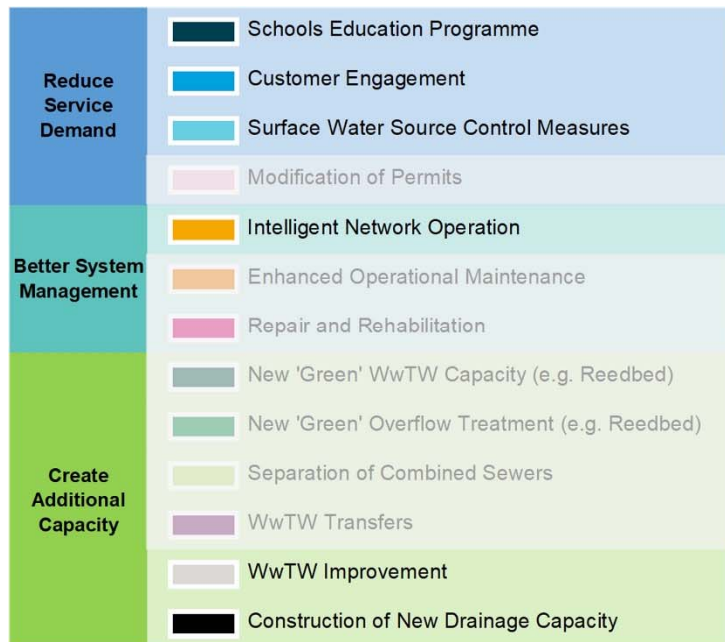 Reduce
Service
Demand
Schools Education Programme
Customer Engagement
Surface Water Source Control Measures
Modification of Permits
Better System
Management
Intelligent Network Operation
Enhanced Operational Maintenance
Repair and Rehabilitation
Create
Additional
Capacity
New 'Green' WwTW Capacity (e.g. Reedbed)
New 'Green' Overflow Treatment (e.g. Reedbed)
Separation of Combined Sewers
WwTW Transfers
WwTW Improvement
Construction of New Drainage Capacity